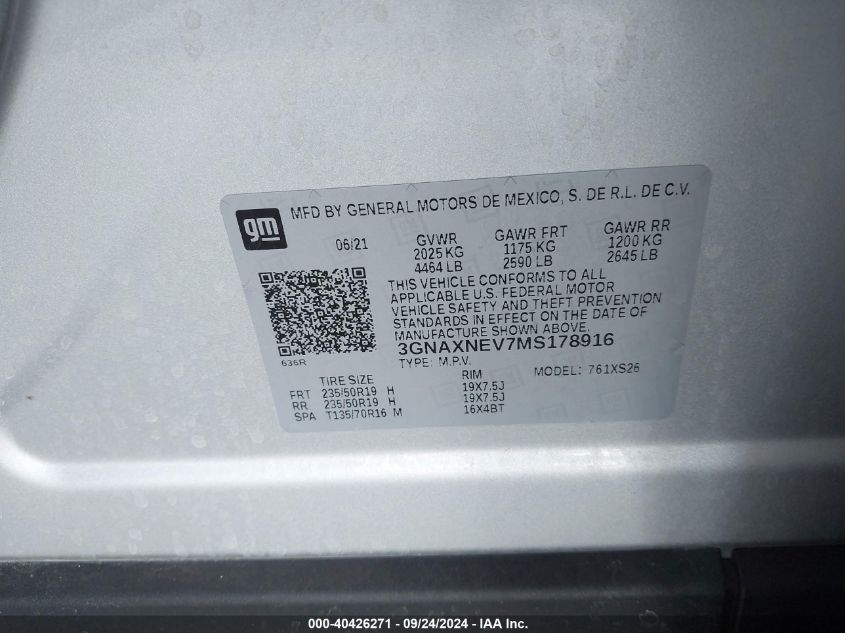 gm MFD BY GENERAL MOTORS DE MEXICO, S. DE R.L. DE C.V.
06/21 GVWR GAWR FRT GAWR RR
2025 KG 1175 KG 1200 KG
4464 LB 2590 LB 2645 LB
THIS VEHICLE CONFORMS TO ALL
APPLICABLE U.S. FEDERAL MOTOR
VEHICLE SAFETY AND THEFT PREVENTION
STANDARDS IN EFFECT ON THE DATE OF
MANUFACTURE SHOWN ABOVE.
3GNAXNEV7MS178916
636R TYPE: M.P.V. MODEL: 761XS26
TIRE SIZE RIM
FRT 235/50R19 H 19X7.5J
RR 235/50R19 H 19X7.5J
SPA T135/70R16 M 16X4BT
000-40426271 - 09/24/2024 - IAA Inc.